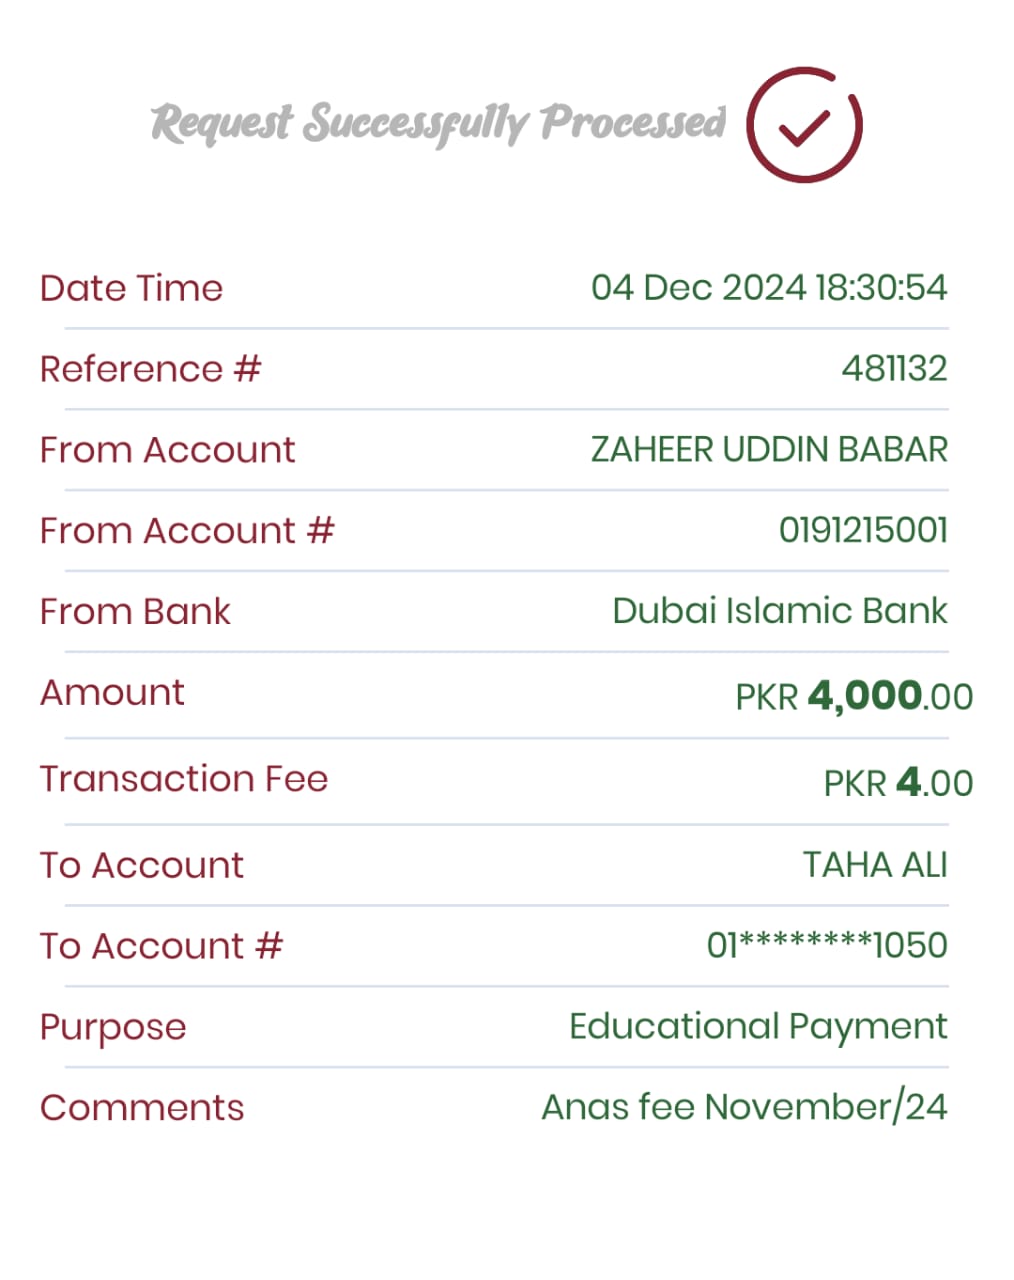 Request Successfully Processed
Date Time 04 Dec 2024 18:30:54
Reference # 481132
From Account ZAHEER UDDIN BABAR
From Account # 0191215001
From Bank Dubai Islamic Bank
Amount PKR 4,000.00
Transaction Fee PKR 4.00
To Account TAHA ALI
To Account # 01********1050
Purpose Educational Payment
Comments Anas fee November/24